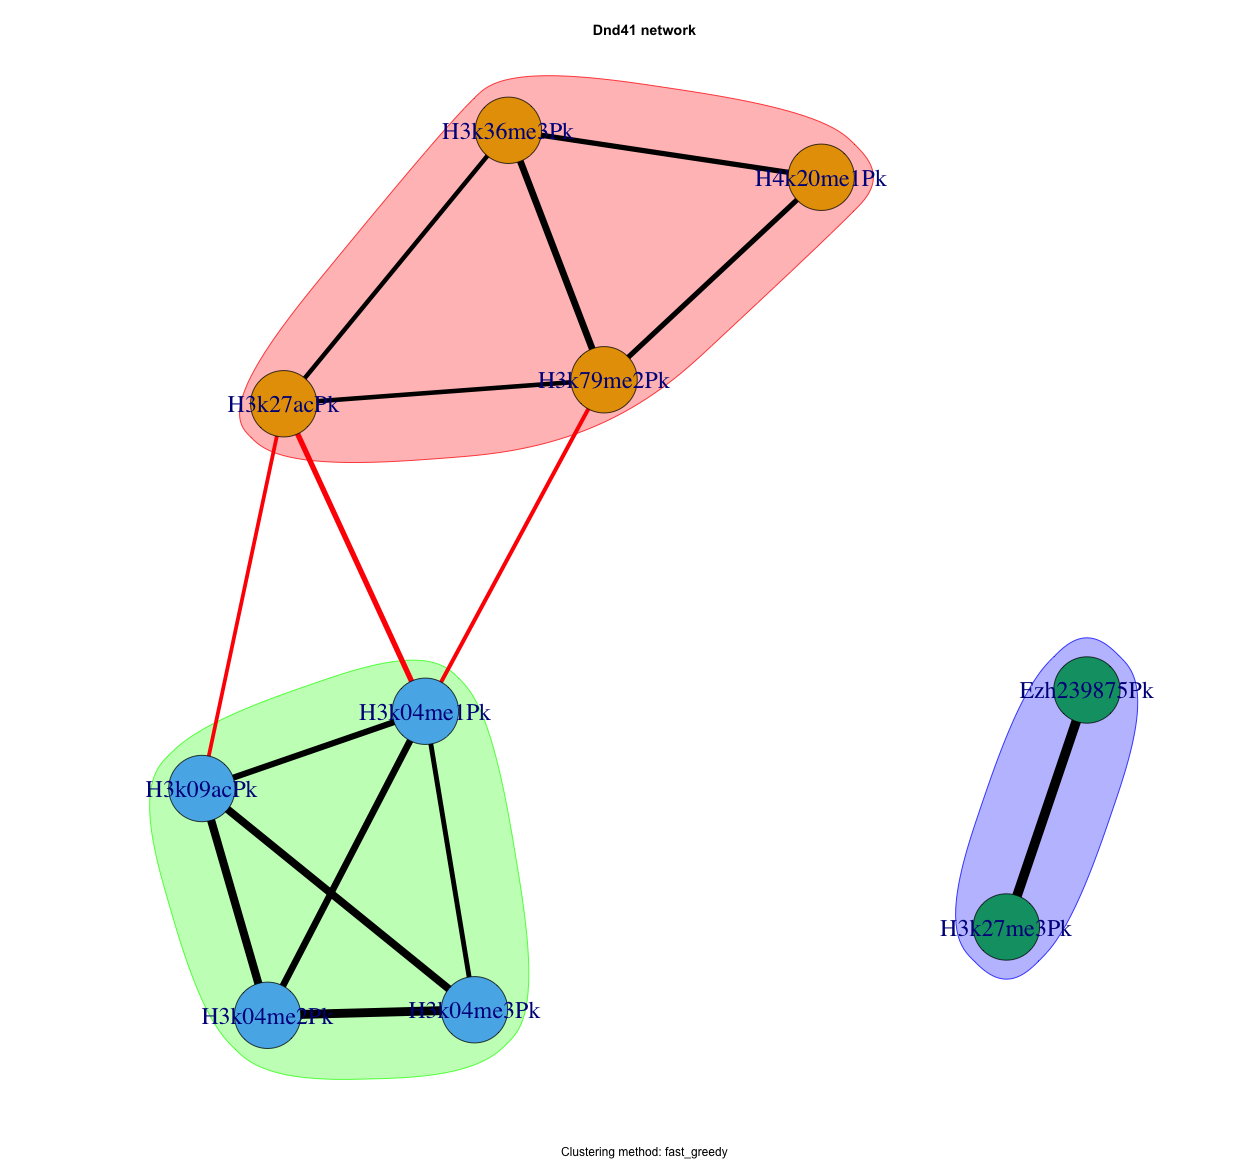 Dnd41 network
H3k36me3Pk
H4k20me1Pk
H3k79me2Pk
H3k27acPk
Ezh239875Pk
H3k04me1Pk
H3k09acPk
H3k27me3Pk
H3k04me3Pk
H3k04me2Pk
Clustering method: fast_greedy